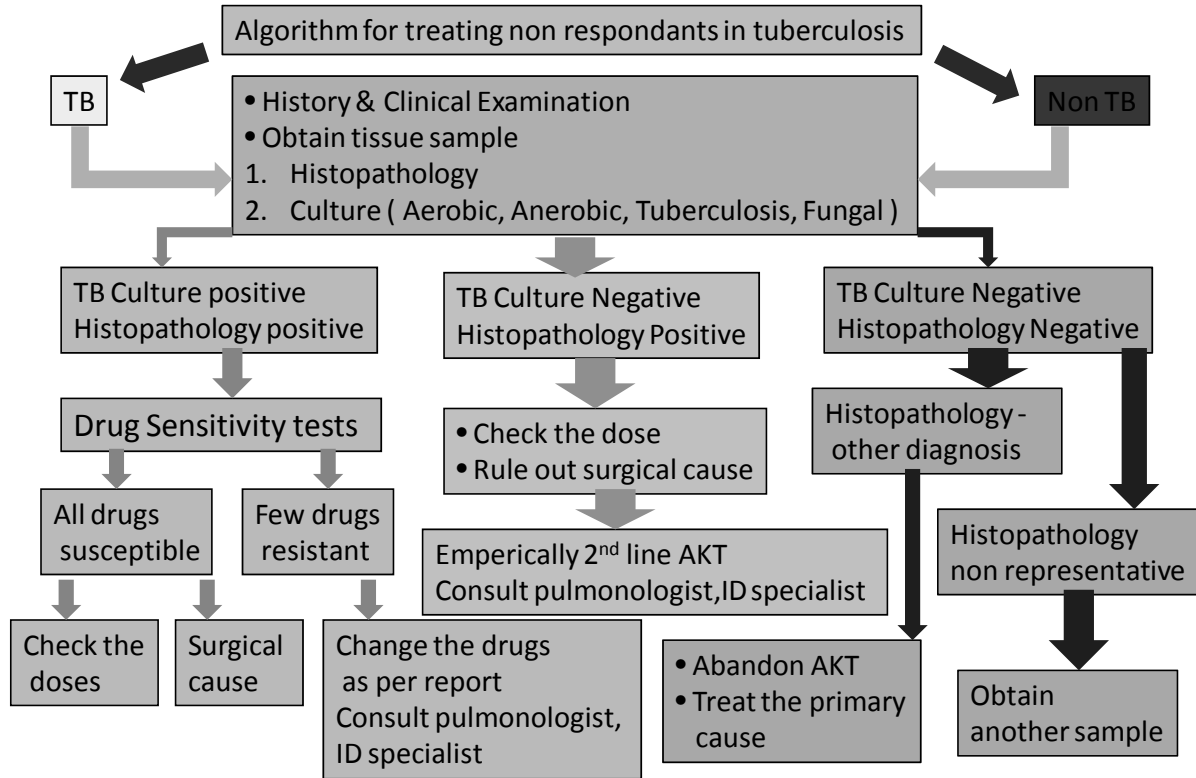 Algorithm for treating non respondants in tuberculosis
TB
• History & Clinical Examination
• Obtain tissue sample
1. Histopathology
2. Culture ( Aerobic, Anerobic, Tuberculosis, Fungal )
Non TB
TB Culture positive
Histopathology positive
TB Culture Negative
Histopathology Positive
TB Culture Negative
Histopathology Negative
Drug Sensitivity tests
• Check the dose
• Rule out surgical cause
Histopathology -
other diagnosis
All drugs
susceptible
Few drugs
resistant
Emperically 2nd line AKT
Consult pulmonologist,ID specialist
Histopathology
non representative
Check the
doses
Surgical
cause
Change the drugs
as per report
Consult pulmonologist,
ID specialist
• Abandon AKT
• Treat the primary
cause
Obtain
another sample